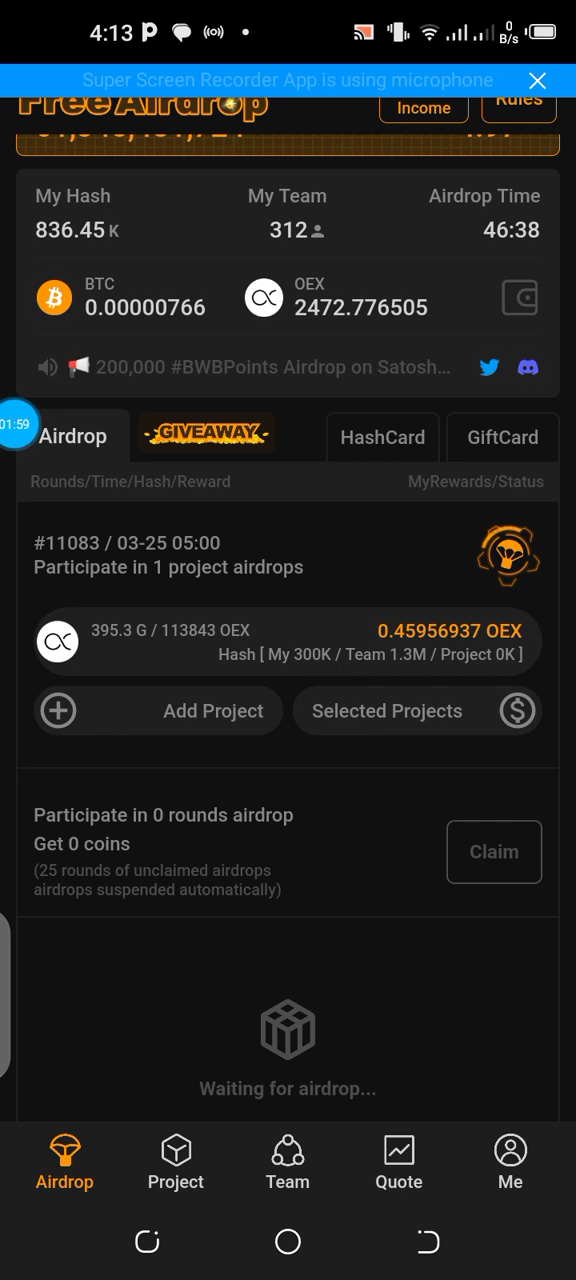 4:13
0 B/s
Super Screen Recorder App is using microphone
Free Airdrop
Income
Rules
My Hash
My Team
Airdrop Time
836.45 K
312
46:38
BTC
0.00000766
OEX
2472.776505
200,000 #BWBPoints Airdrop on Satosh...
01:59
Airdrop
GIVEAWAY
HashCard
GiftCard
Rounds/Time/Hash/Reward
MyRewards/Status
#11083 / 03-25 05:00
Participate in 1 project airdrops
395.3 G / 113843 OEX
0.45956937 OEX
Hash [ My 300K / Team 1.3M / Project 0K ]
Add Project
Selected Projects
Participate in 0 rounds airdrop
Get 0 coins
(25 rounds of unclaimed airdrops
airdrops suspended automatically)
Claim
Waiting for airdrop...
Airdrop
Project
Team
Quote
Me